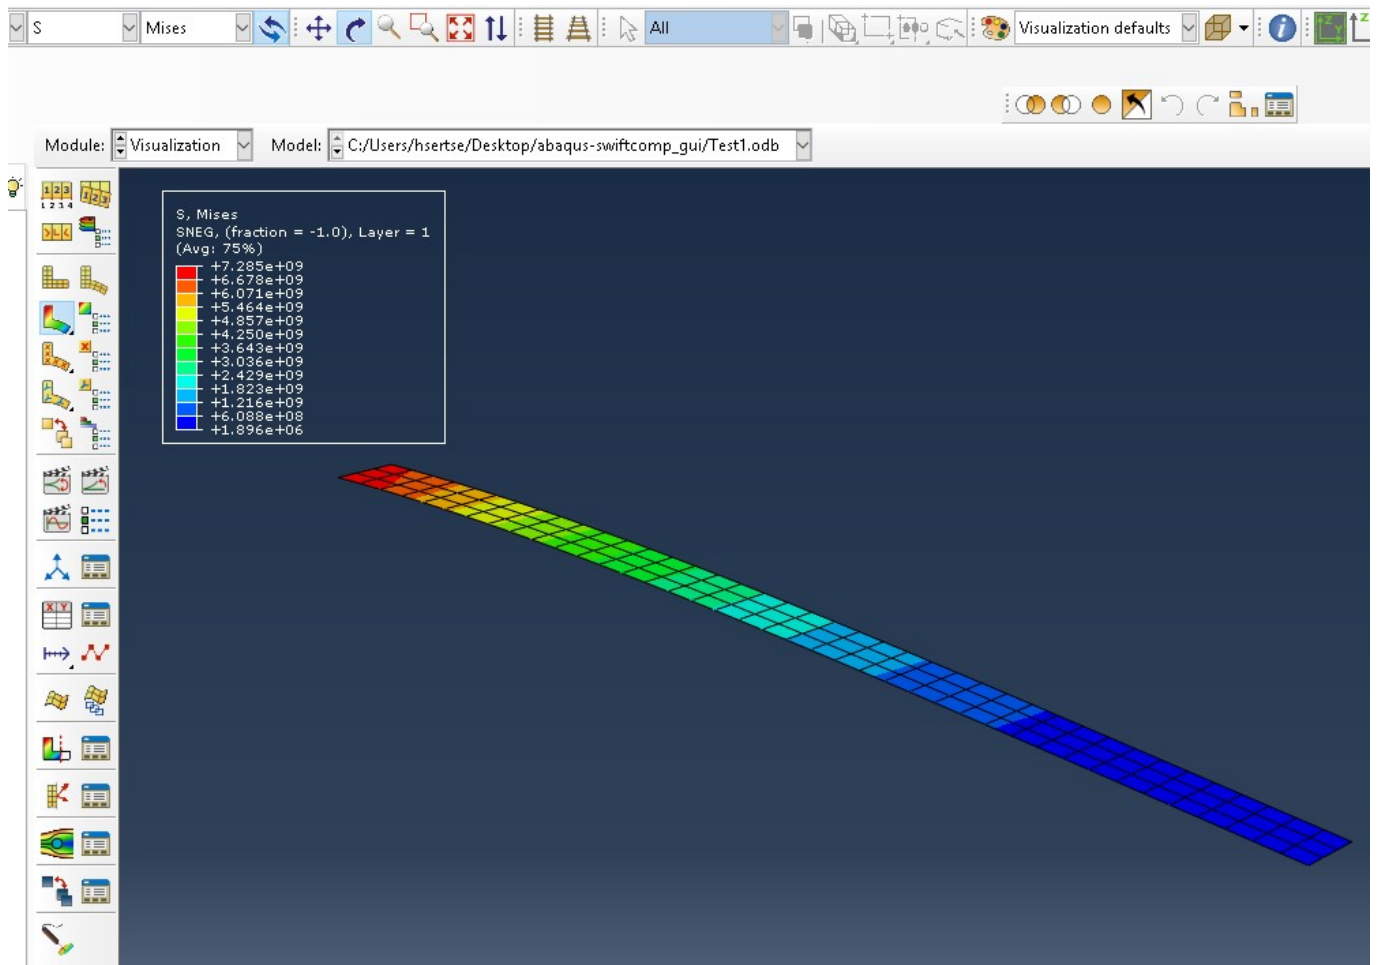 S Mises All Visualization defaults
Module: Visualization Model: C:/Users/hsertse/Desktop/abaqus-swiftcomp_gui/Test1.odb
S, Mises
SNEG, (fraction = -1.0), Layer = 1
(Avg: 75%)
+7.285e+09
+6.678e+09
+6.071e+09
+5.464e+09
+4.857e+09
+4.250e+09
+3.643e+09
+3.036e+09
+2.429e+09
+1.823e+09
+1.216e+09
+6.088e+08
+1.896e+06